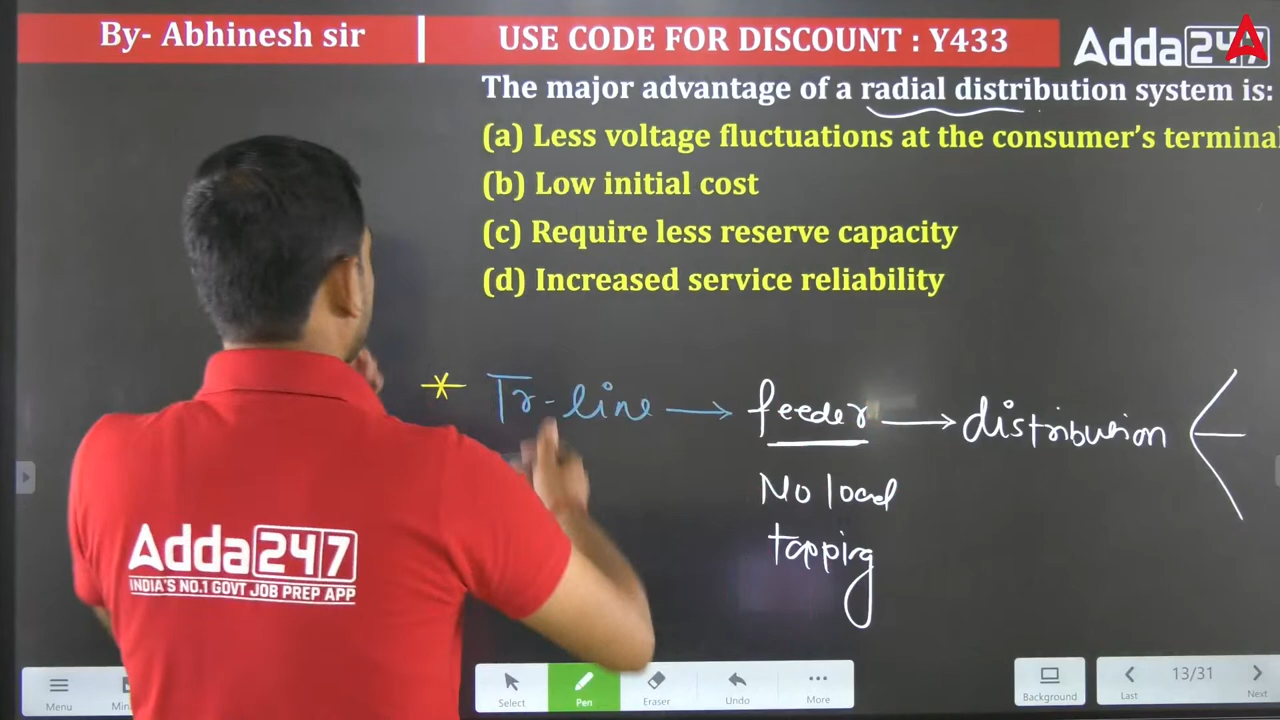 By- Abhinesh sir
USE CODE FOR DISCOUNT : Y433
Adda247
The major advantage of a radial distribution system is:
(a) Less voltage fluctuations at the consumer's termina
(b) Low initial cost
(c) Require less reserve capacity
(d) Increased service reliability
* Tr-line → feeder → distribution
No load
tapping
Adda247
INDIA'S NO.1 GOVT JOB PREP APP
Menu
Select
Pen
Eraser
Undo
More
Background
Last
13/31
Next